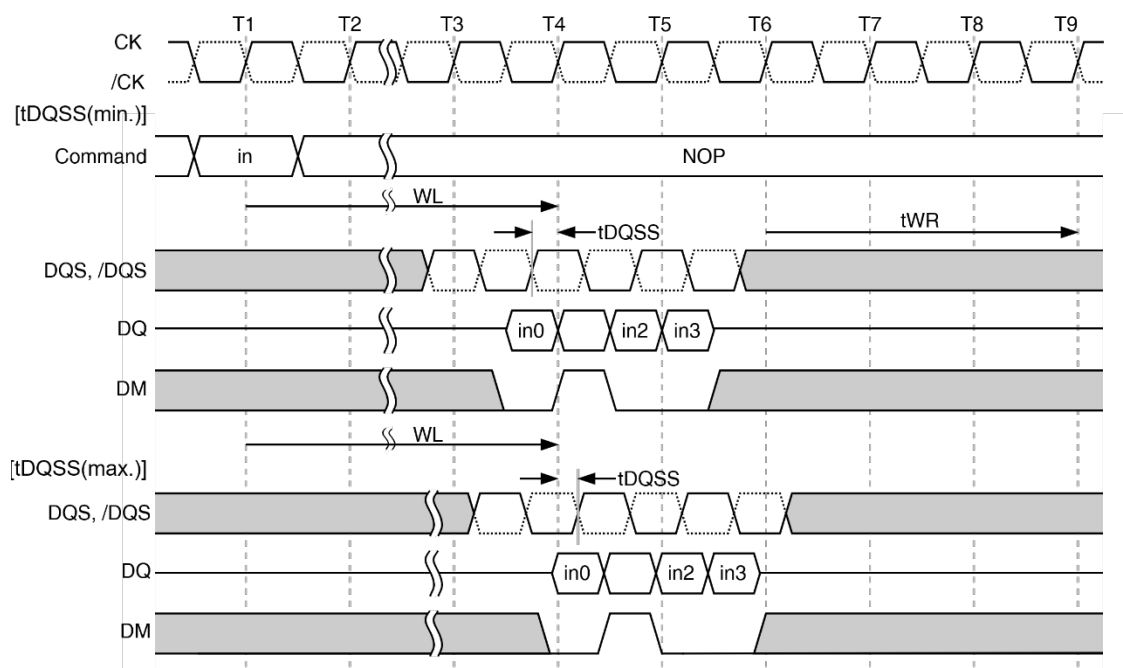 T1 T2 T3 T4 T5 T6 T7 T8 T9
CK
/CK
[tDQSS(min.)]
Command in NOP
WL
tDQSS tWR
DQS, /DQS
DQ in0 in2 in3
DM
WL
[tDQSS(max.)] tDQSS
DQS, /DQS
DQ in0 in2 in3
DM